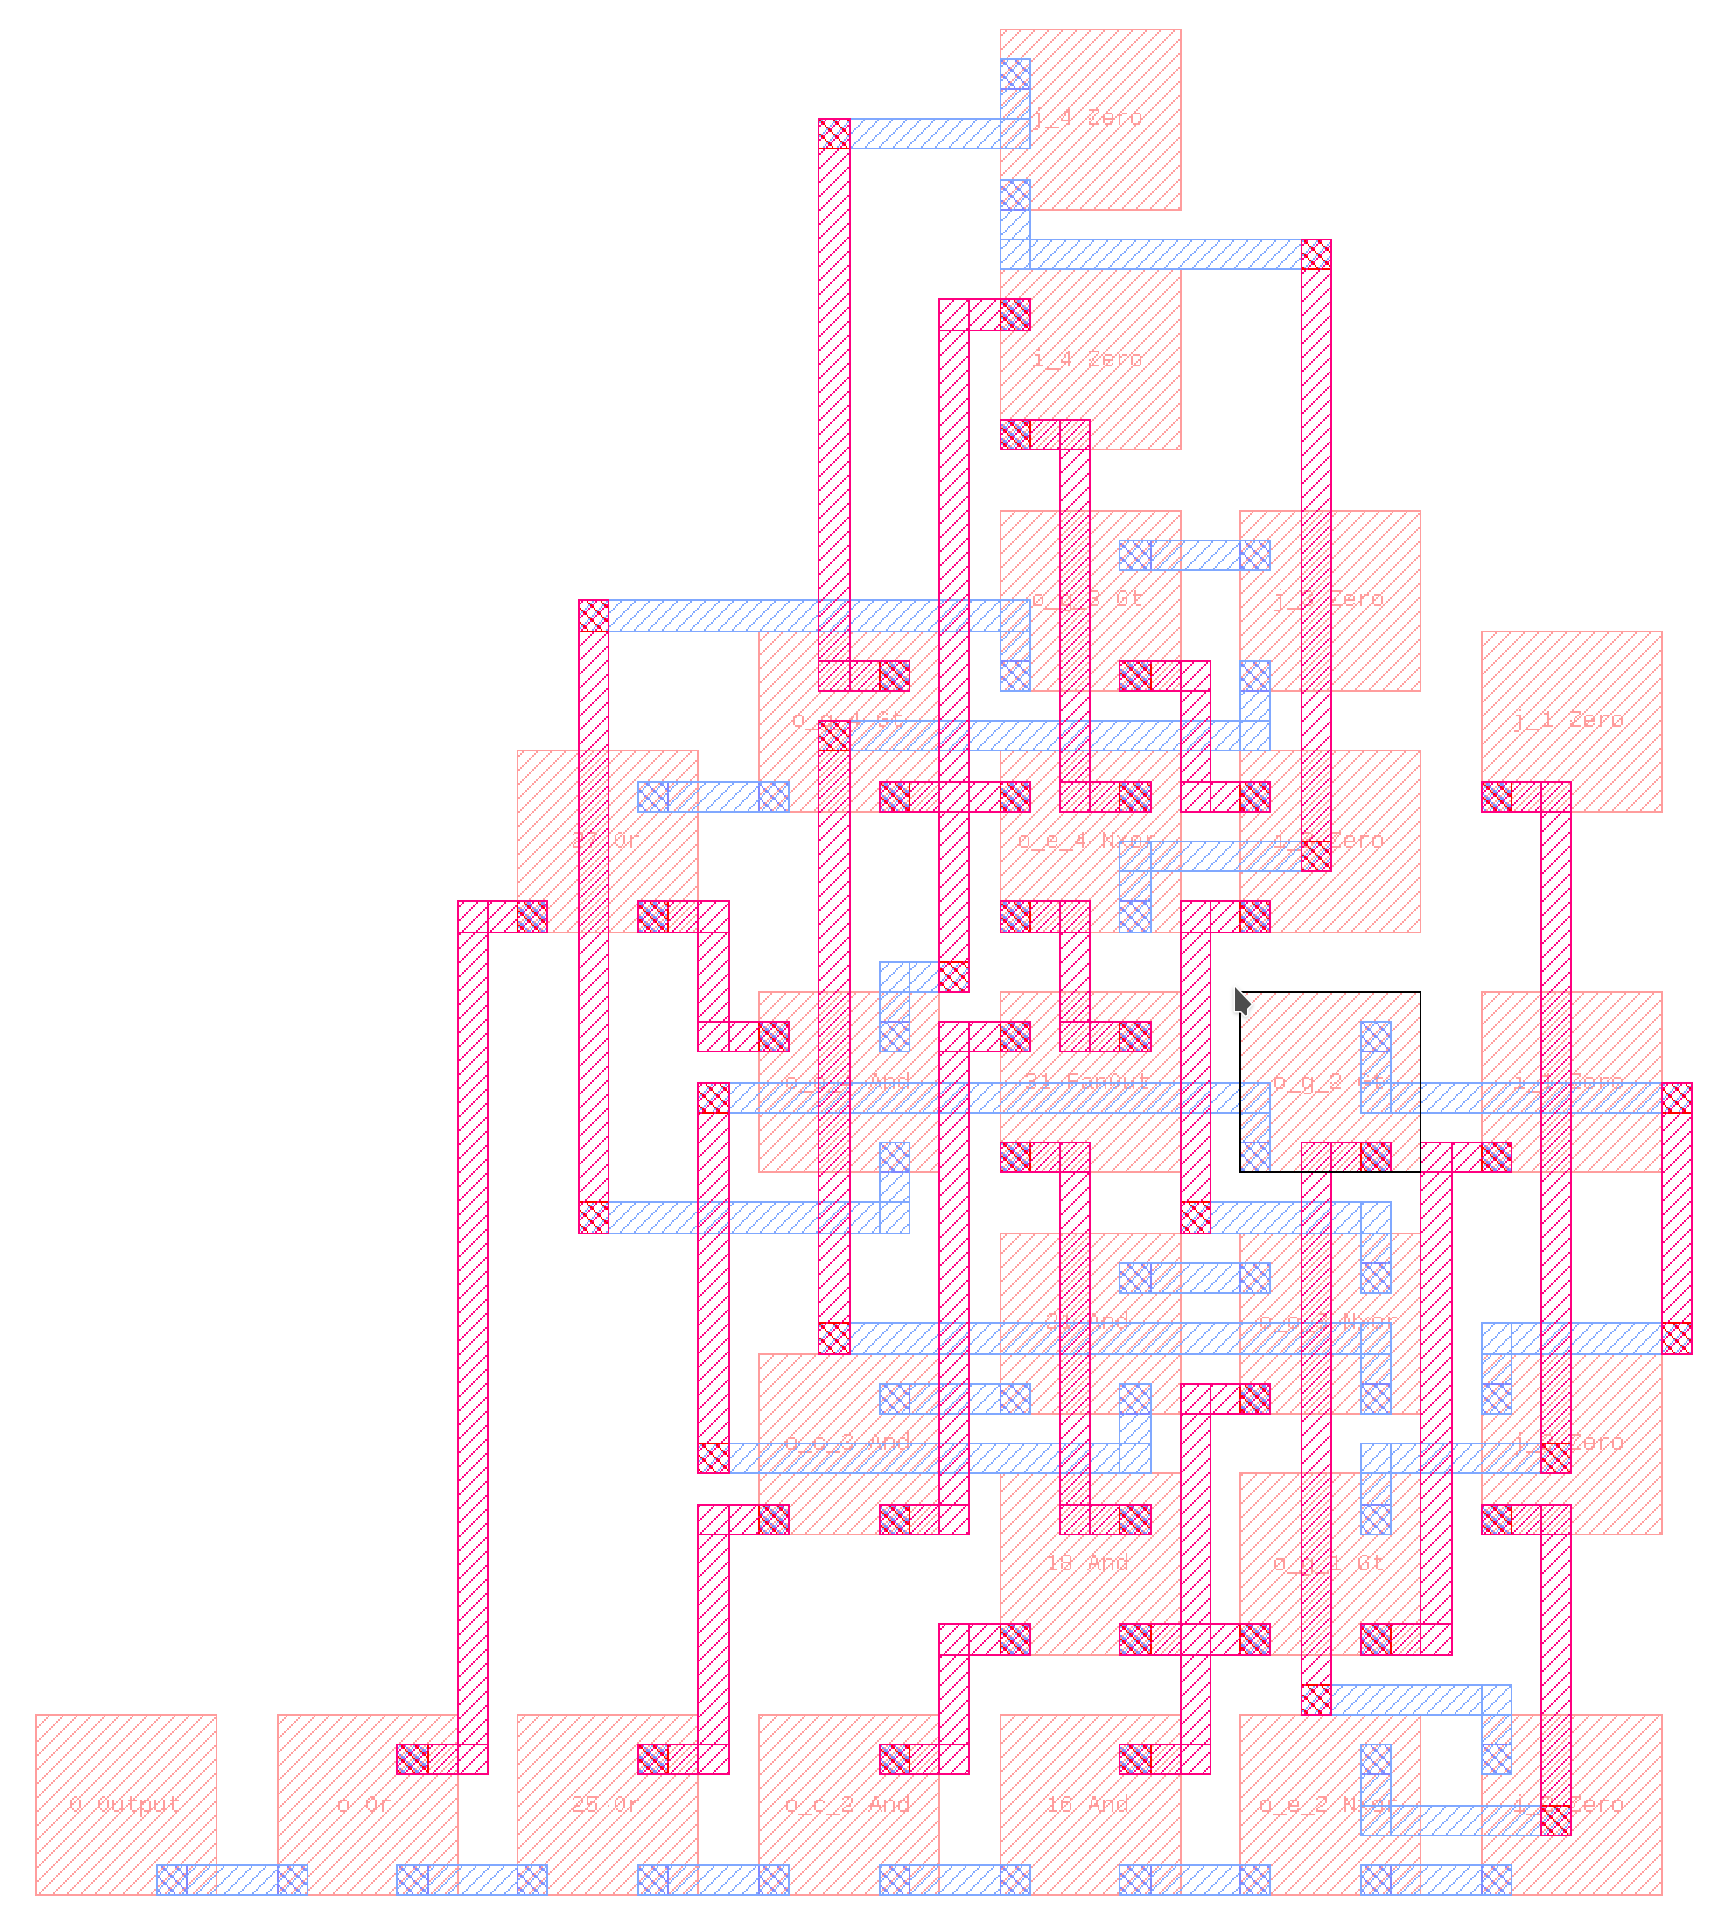 j_4 Zero
i_4 Zero
o_g_3 Gt
j_3 Zero
o_g_4 Gt
j_1 Zero
27 Or
o_e_4 Nxor
i_3 Zero
o_c_4 And
31 FanOut
o_g_2 Gt
i_1 Zero
21 And
o_e_3 Nxor
o_c_3 And
j_2 Zero
18 And
o_g_1 Gt
0 Output
o Or
25 Or
o_c_2 And
16 And
o_e_2 Nxor
i_2 Zero